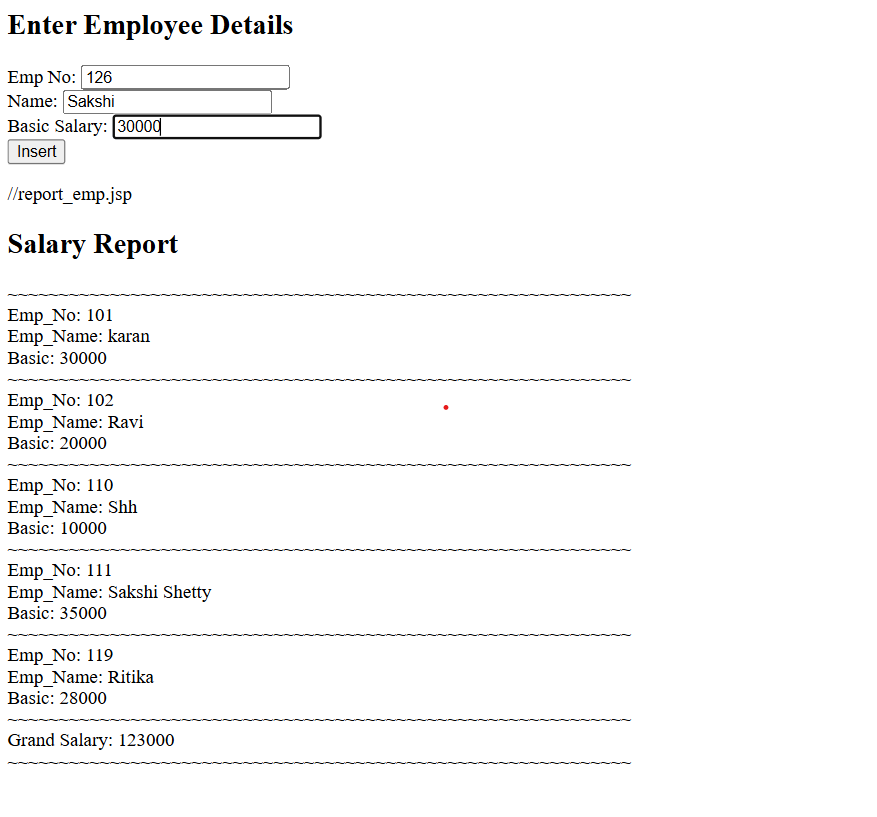 Enter Employee Details
Emp No: 126
Name: Sakshi
Basic Salary: 30000
Insert
//report_emp.jsp
Salary Report
~~~~~~~~~~~~~~~~~~~~~~~~~~~~~~~~~~~~~~~~~~~~~~~~~~~~~~~~~~~~~~~
Emp_No: 101
Emp_Name: karan
Basic: 30000
~~~~~~~~~~~~~~~~~~~~~~~~~~~~~~~~~~~~~~~~~~~~~~~~~~~~~~~~~~~~~~~
Emp_No: 102
Emp_Name: Ravi
Basic: 20000
~~~~~~~~~~~~~~~~~~~~~~~~~~~~~~~~~~~~~~~~~~~~~~~~~~~~~~~~~~~~~~~
Emp_No: 110
Emp_Name: Shh
Basic: 10000
~~~~~~~~~~~~~~~~~~~~~~~~~~~~~~~~~~~~~~~~~~~~~~~~~~~~~~~~~~~~~~~
Emp_No: 111
Emp_Name: Sakshi Shetty
Basic: 35000
~~~~~~~~~~~~~~~~~~~~~~~~~~~~~~~~~~~~~~~~~~~~~~~~~~~~~~~~~~~~~~~
Emp_No: 119
Emp_Name: Ritika
Basic: 28000
~~~~~~~~~~~~~~~~~~~~~~~~~~~~~~~~~~~~~~~~~~~~~~~~~~~~~~~~~~~~~~~
Grand Salary: 123000
~~~~~~~~~~~~~~~~~~~~~~~~~~~~~~~~~~~~~~~~~~~~~~~~~~~~~~~~~~~~~~~